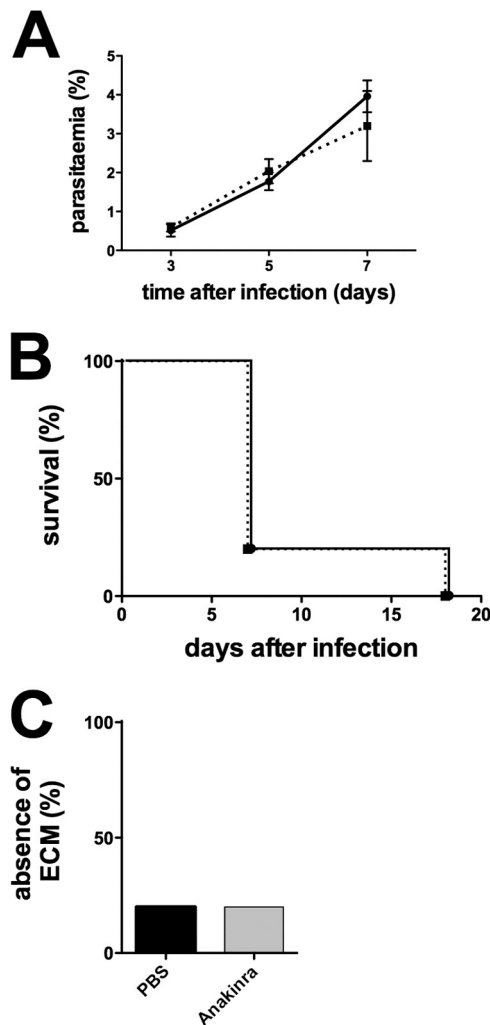 A
parasitaemia (%)
5
4
3
2
1
0
3 5 7
time after infection (days)
B
survival (%)
100
50
0
0 5 10 15 20
days after infection
C
absence of
ECM (%)
100
50
0
PBS
Anakinra